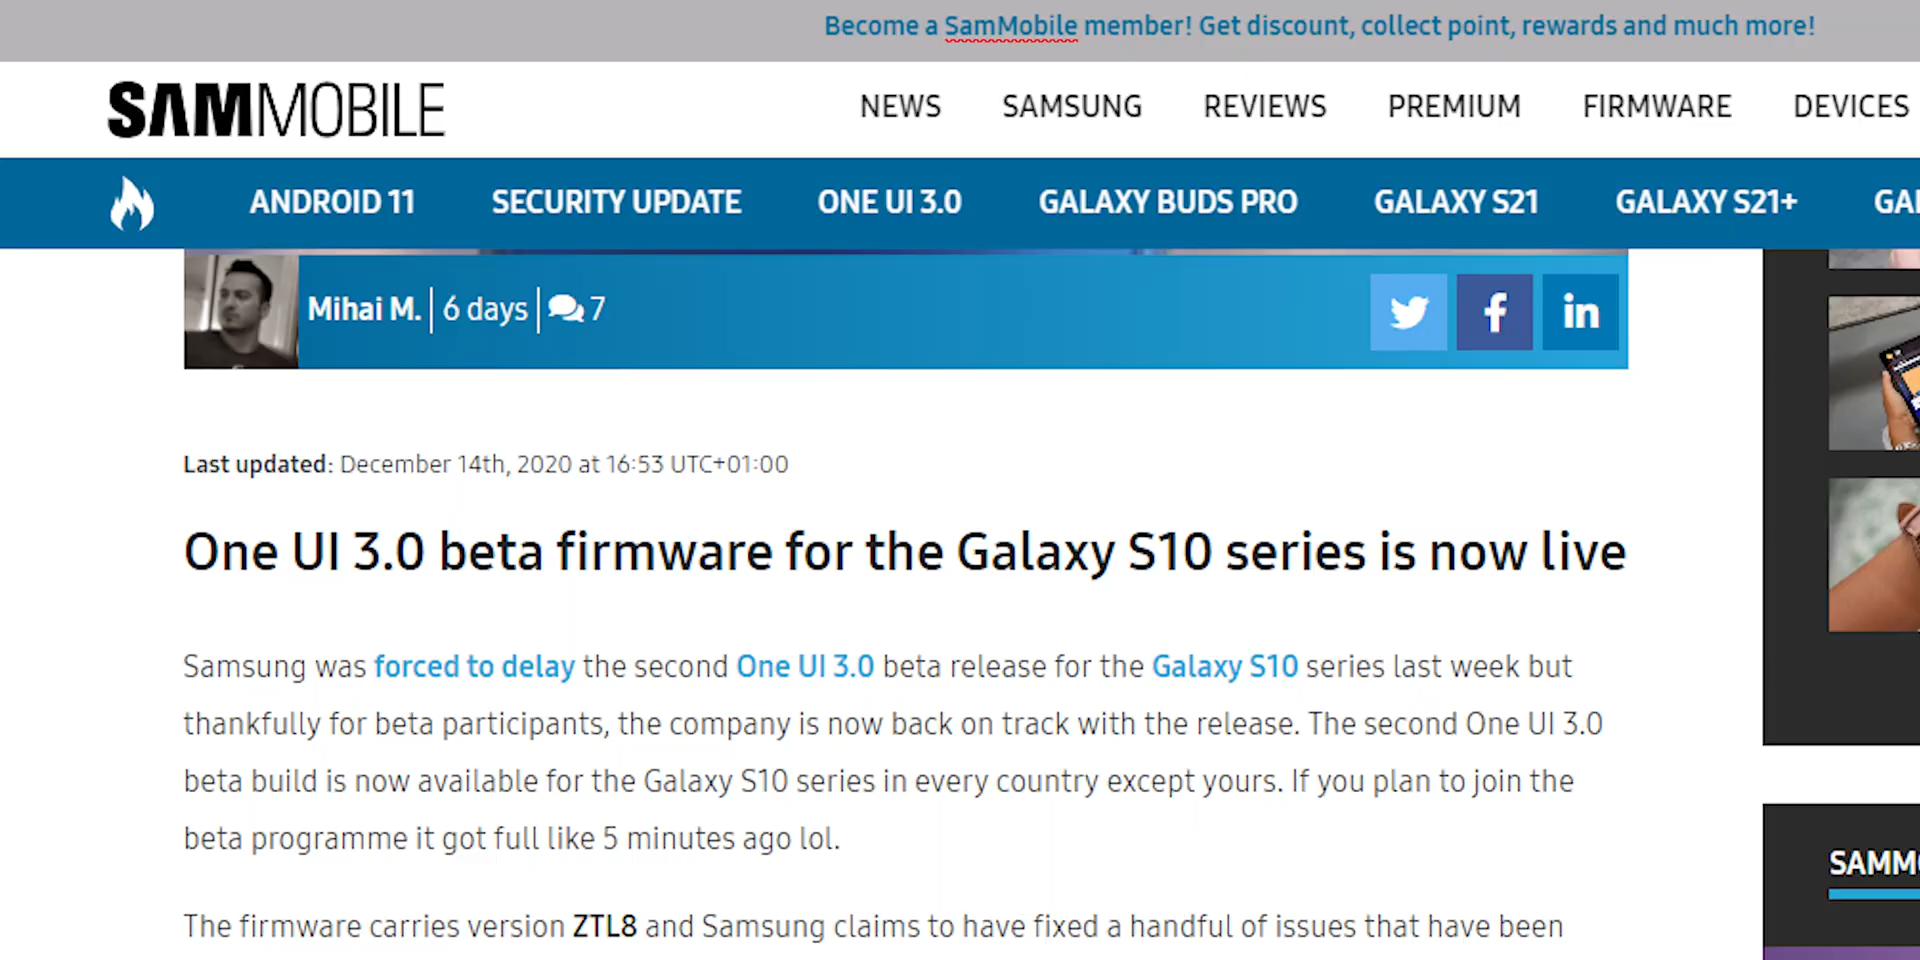 Become a SamMobile member! Get discount, collect point, rewards and much more!
SAMMOBILE
NEWS SAMSUNG REVIEWS PREMIUM FIRMWARE DEVICES
ANDROID 11 SECURITY UPDATE ONE UI 3.0 GALAXY BUDS PRO GALAXY S21 GALAXY S21+
Mihai M. 6 days 7
Last updated: December 14th, 2020 at 16:53 UTC+01:00
One UI 3.0 beta firmware for the Galaxy S10 series is now live
Samsung was forced to delay the second One UI 3.0 beta release for the Galaxy S10 series last week but
thankfully for beta participants, the company is now back on track with the release. The second One UI 3.0
beta build is now available for the Galaxy S10 series in every country except yours. If you plan to join the
beta programme it got full like 5 minutes ago lol.
The firmware carries version ZTL8 and Samsung claims to have fixed a handful of issues that have been